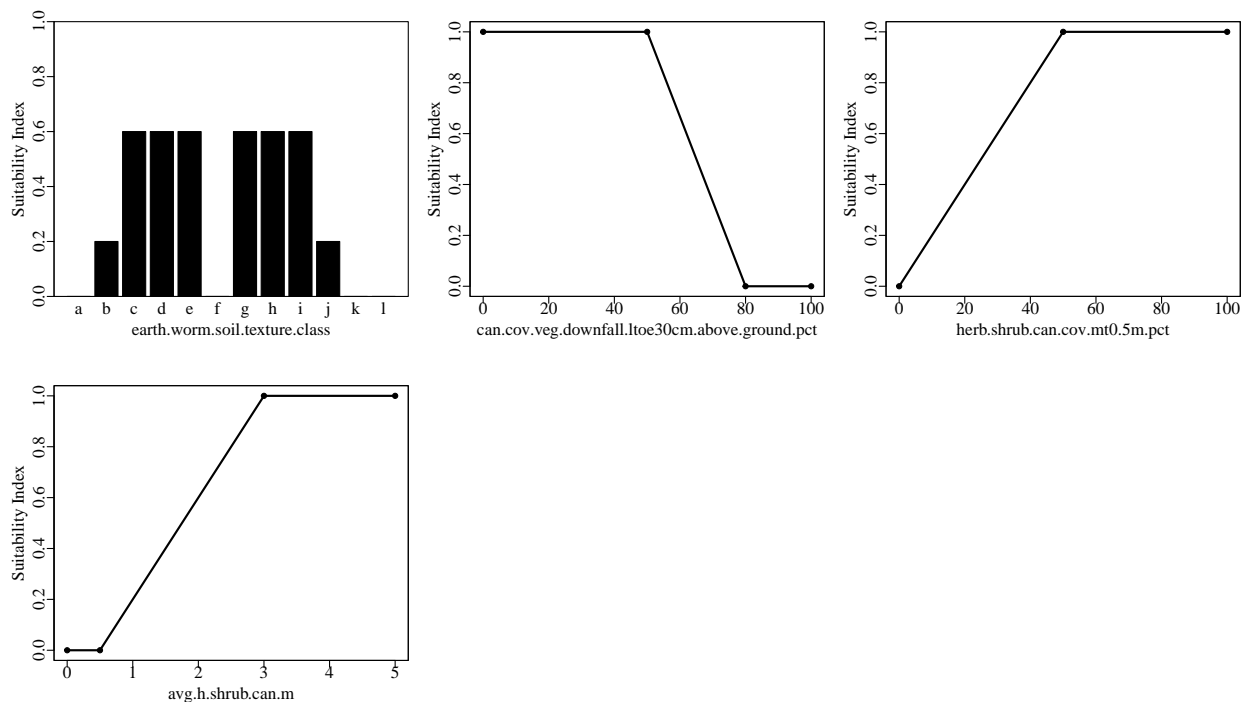 Suitability Index
0.0 0.2 0.4 0.6 0.8 1.0
a b c d e f g h i j k l
earth.worm.soil.texture.class
Suitability Index
0.0 0.2 0.4 0.6 0.8 1.0
0 20 40 60 80 100
can.cov.veg.downfall.ltoe30cm.above.ground.pct
Suitability Index
0.0 0.2 0.4 0.6 0.8 1.0
0 20 40 60 80 100
herb.shrub.can.cov.mt0.5m.pct
Suitability Index
0.0 0.2 0.4 0.6 0.8 1.0
0 1 2 3 4 5
avg.h.shrub.can.m